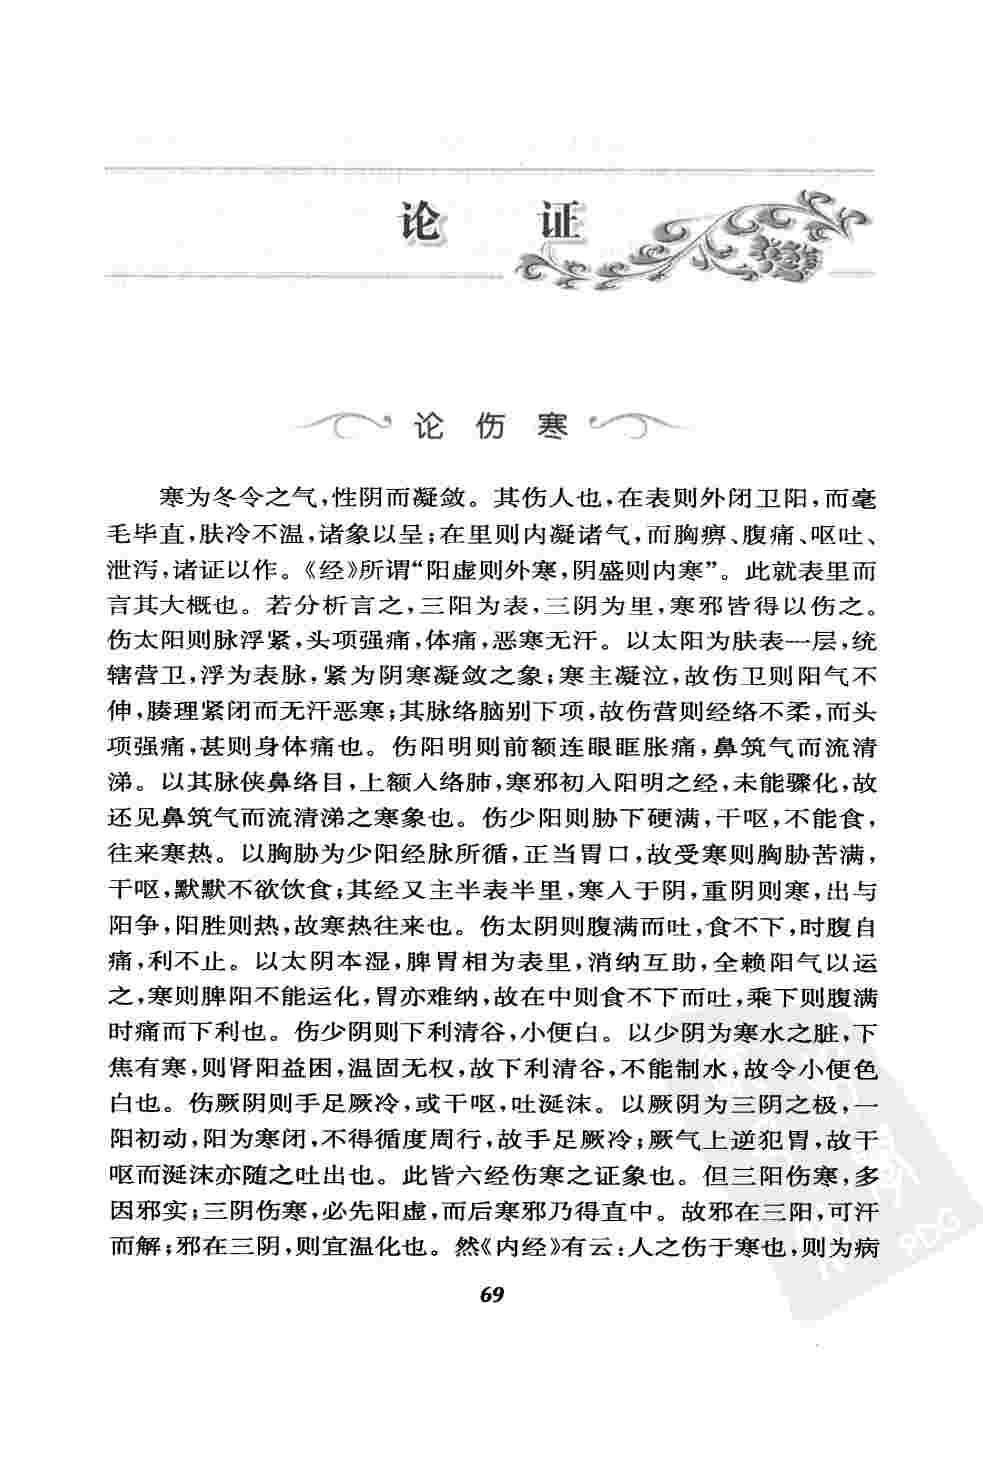 论 证
论 伤 寒
寒为冬令之气,性阴而凝敛。其伤人也,在表则外闭卫阳,而毫
毛毕直,肤冷不温,诸象以呈;在里则内凝诸气,而胸痹、腹痛、呕吐、
泄泻,诸证以作。《经》所谓“阳虚则外寒,阴盛则内寒”。此就表里而
言其大概也。若分析言之,三阳为表,三阴为里,寒邪皆得以伤之。
伤太阳则脉浮紧,头项强痛,体痛,恶寒无汗。以太阳为肤表一层,统
辖营卫,浮为表脉,紧为阴寒凝敛之象;寒主凝泣,故伤卫则阳气不
伸,腠理紧闭而无汗恶寒;其脉络脑别下项,故伤营则经络不柔,而头
项强痛,甚则身体痛也。伤阳明则前额连眼眶胀痛,鼻筑气而流清
涕。以其脉侠鼻络目,上额人络肺,寒邪初入阳明之经,未能骤化,故
还见鼻筑气而流清涕之寒象也。伤少阳则胁下硬满,干呕,不能食,
往来寒热。以胸胁为少阳经脉所循,正当胃口,故受寒则胸胁苦满,
干呕,默默不欲饮食;其经又主半表半里,寒入于阴,重阴则寒,出与
阳争,阳胜则热,故寒热往来也。伤太阴则腹满而吐,食不下,时腹自
痛,利不止。以太阴本湿,脾胃相为表里,消纳互助,全赖阳气以运
之,寒则脾阳不能运化,胃亦难纳,故在中则食不下而吐,乘下则腹满
时痛而下利也。伤少阴则下利清谷,小便白。以少阴为寒水之脏,下
焦有寒,则肾阳益困,温固无权,故下利清谷,不能制水,故令小便色
白也。伤厥阴则手足厥冷,或干呕,吐涎沫。以厥阴为三阴之极,一
阳初动,阳为寒闭,不得循度周行,故手足厥冷;厥气上逆犯胃,故干
呕而涎沫亦随之吐出也。此皆六经伤寒之证象也。但三阳伤寒,多
因邪实;三阴伤寒,必先阳虚,而后寒邪乃得直中。故邪在三阳,可汗
而解;邪在三阴,则宜温化也。然《内经》有云:人之伤于寒也,则为病
69
PDG